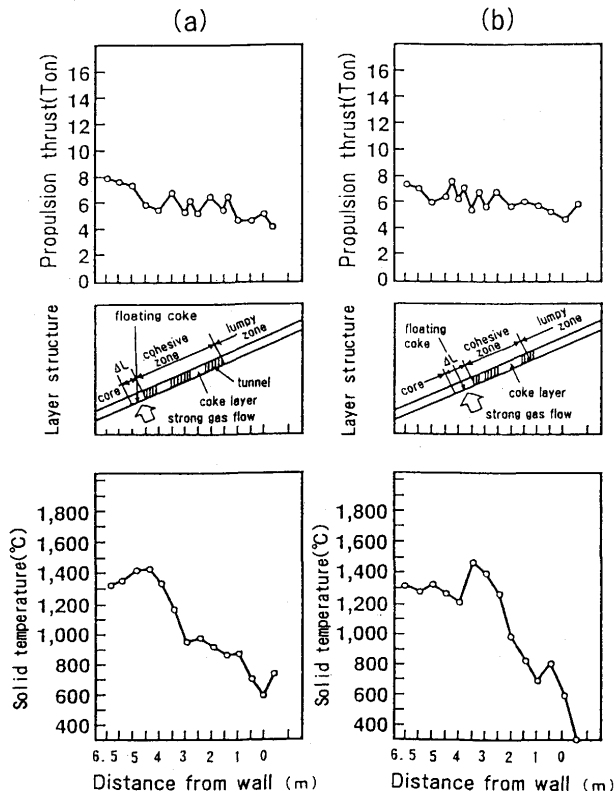 (a)
Propulsion thrust(Ton)
16
14
12
10
8
6
4
2
0
Layer structure
floating coke
ΔL
core
cohesive
zone
lumpy
zone
tunnel
coke layer
strong gas flow
Solid temperature(℃)
1,800
1,600
1,400
1,200
1,000
800
600
400
6.5 5 4 3 2 1 0
Distance from wall (m)
(b)
Propulsion thrust(Ton)
16
14
12
10
8
6
4
2
0
Layer structure
floating
coke
ΔL
core
cohesive
zone
lumpy
zone
tunnel
coke layer
strong gas flow
Solid temperature(℃)
1,800
1,600
1,400
1,200
1,000
800
600
400
6.5 5 4 3 2 1 0
Distance from wall (m)